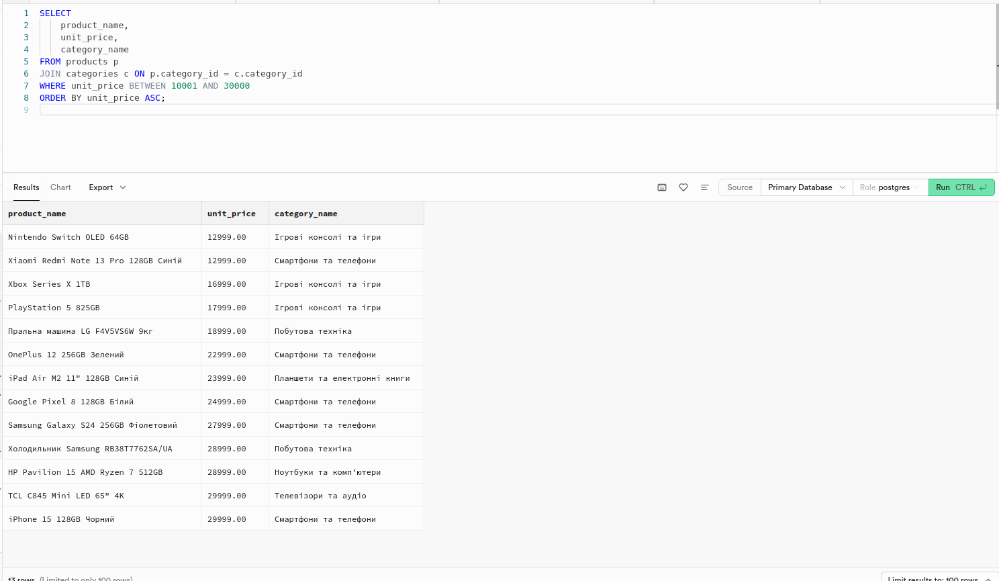 1 SELECT
2 product_name,
3 unit_price,
4 category_name
5 FROM products p
6 JOIN categories c ON p.category_id = c.category_id
7 WHERE unit_price BETWEEN 10001 AND 30000
8 ORDER BY unit_price ASC;
9
Results Chart Export Source Primary Database Role postgres Run CTRL
product_name unit_price category_name
Nintendo Switch OLED 64GB 12999.00 Ігрові консолі та ігри
Xiaomi Redmi Note 13 Pro 128GB Синій 12999.00 Смартфони та телефони
Xbox Series X 1TB 16999.00 Ігрові консолі та ігри
PlayStation 5 825GB 17999.00 Ігрові консолі та ігри
Пральна машина LG F4V5VS6W 9кг 18999.00 Побутова техніка
OnePlus 12 256GB Зелений 22999.00 Смартфони та телефони
iPad Air M2 11" 128GB Синій 23999.00 Планшети та електронні книги
Google Pixel 8 128GB Білий 24999.00 Смартфони та телефони
Samsung Galaxy S24 256GB Фіолетовий 27999.00 Смартфони та телефони
Холодильник Samsung RB38T7762SA/UA 28999.00 Побутова техніка
HP Pavilion 15 AMD Ryzen 7 512GB 28999.00 Ноутбуки та комп'ютери
TCL C845 Mini LED 65" 4K 29999.00 Телевізори та аудіо
iPhone 15 128GB Чорний 29999.00 Смартфони та телефони
13 rows (Limited to only 100 rows) Limit results to: 100 rows